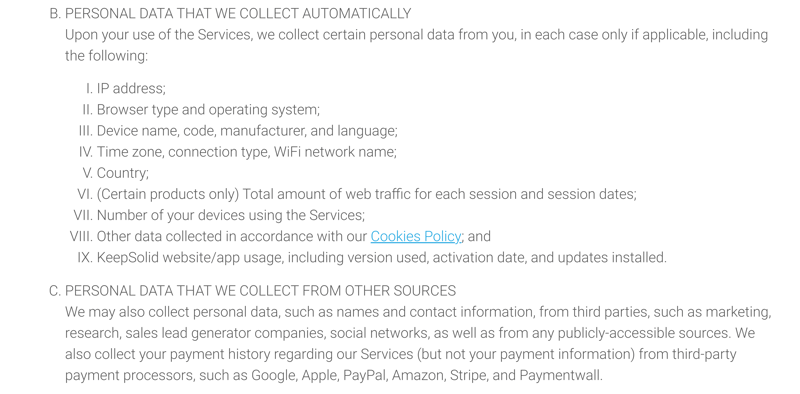 B. PERSONAL DATA THAT WE COLLECT AUTOMATICALLY
Upon your use of the Services, we collect certain personal data from you, in each case only if applicable, including
the following:
I. IP address;
II. Browser type and operating system;
III. Device name, code, manufacturer, and language;
IV. Time zone, connection type, WiFi network name;
V. Country;
VI. (Certain products only) Total amount of web traffic for each session and session dates;
VII. Number of your devices using the Services;
VIII. Other data collected in accordance with our Cookies Policy; and
IX. KeepSolid website/app usage, including version used, activation date, and updates installed.
C. PERSONAL DATA THAT WE COLLECT FROM OTHER SOURCES
We may also collect personal data, such as names and contact information, from third parties, such as marketing,
research, sales lead generator companies, social networks, as well as from any publicly-accessible sources. We
also collect your payment history regarding our Services (but not your payment information) from third-party
payment processors, such as Google, Apple, PayPal, Amazon, Stripe, and Paymentwall.